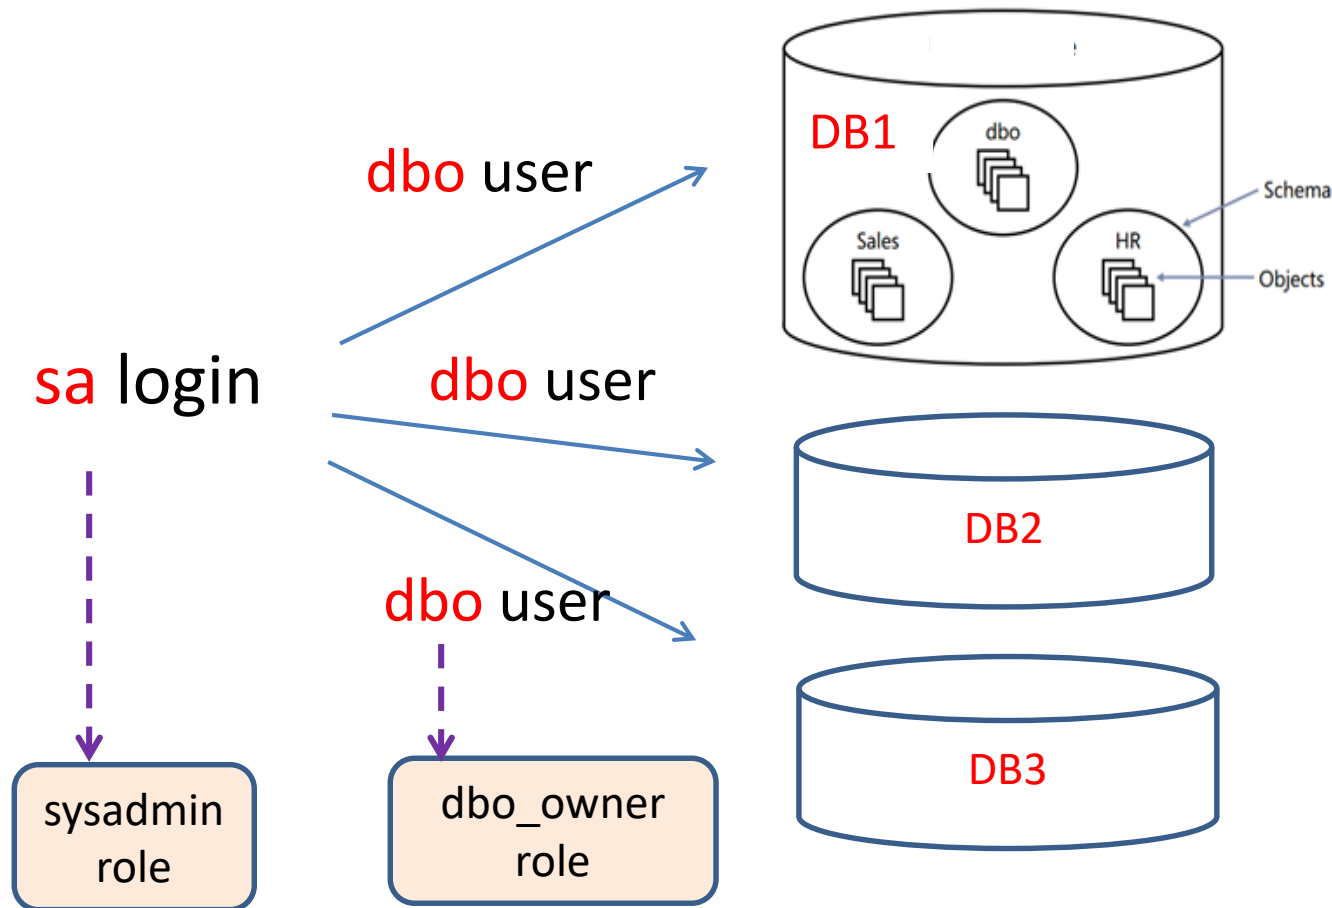 DB1
dbo
dbo user
Schema
Sales
HR
Objects
sa login
dbo user
DB2
dbo user
DB3
sysadmin
role
dbo_owner
role